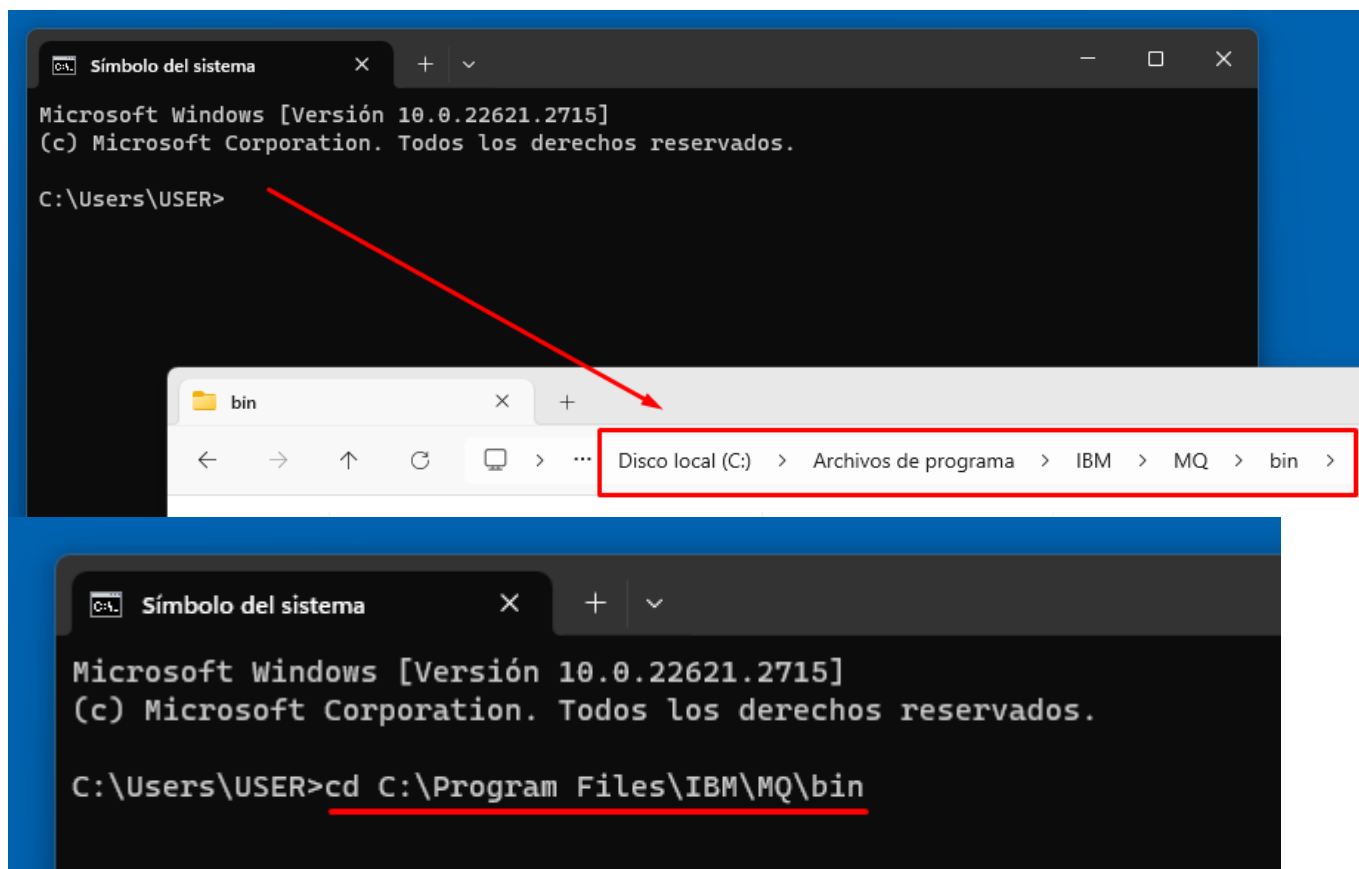 Símbolo del sistema
Microsoft Windows [Versión 10.0.22621.2715]
(c) Microsoft Corporation. Todos los derechos reservados.
C:\Users\USER>
bin
Disco local (C:) > Archivos de programa > IBM > MQ > bin >
Símbolo del sistema
Microsoft Windows [Versión 10.0.22621.2715]
(c) Microsoft Corporation. Todos los derechos reservados.
C:\Users\USER>cd C:\Program Files\IBM\MQ\bin